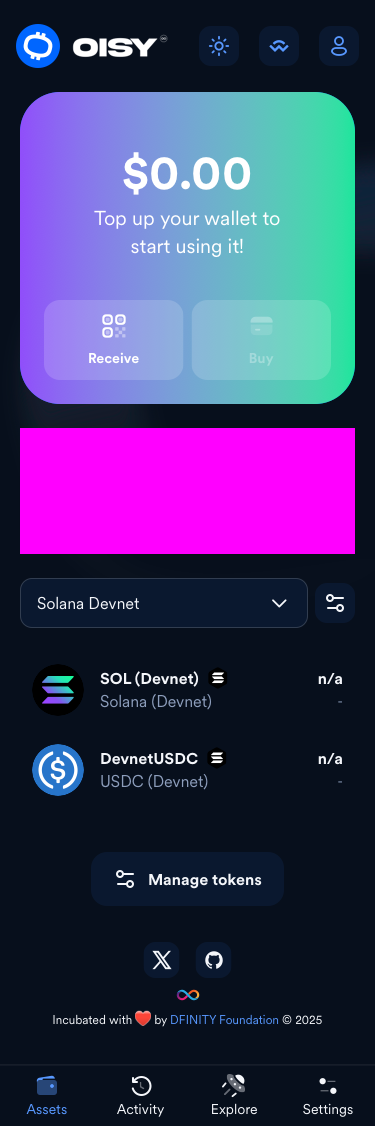 OISY
$0.00
Top up your wallet to
start using it!
Receive
Buy
Solana Devnet
SOL (Devnet)
n/a
Solana (Devnet)
-
DevnetUSDC
n/a
USDC (Devnet)
-
Manage tokens
Incubated with ❤️ by DFINITY Foundation © 2025
Assets
Activity
Explore
Settings